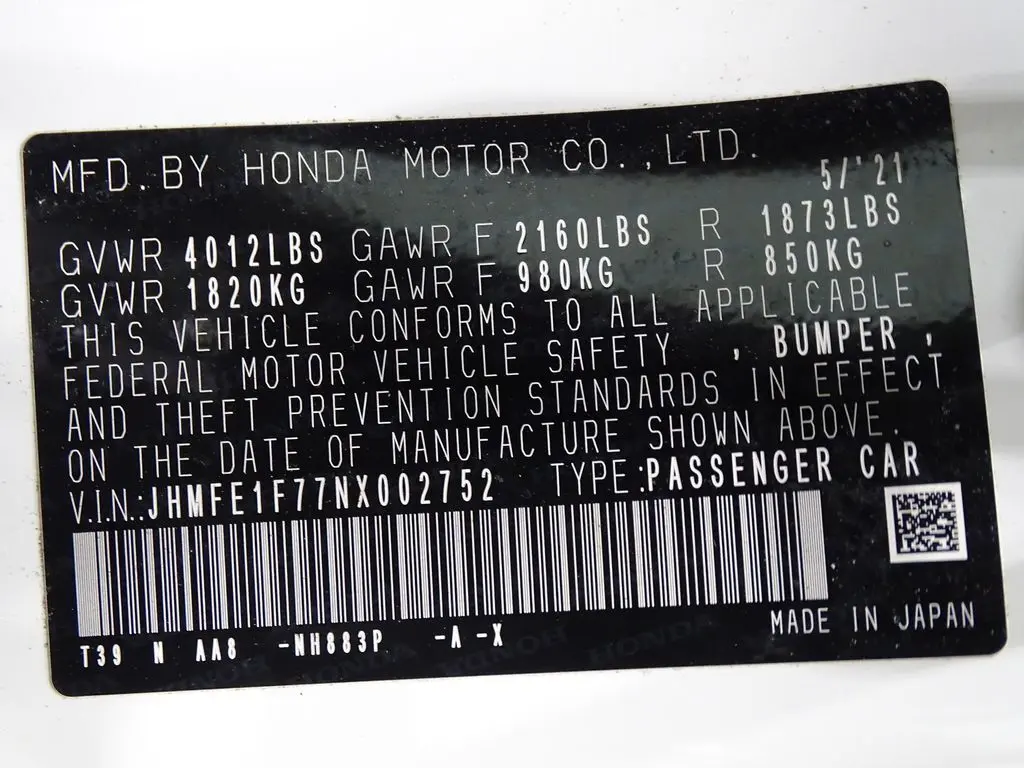 MFD. BY HONDA MOTOR CO., LTD.
5/'21
GVWR 4012LBS GAWR F 2160LBS R 1873LBS
GVWR 1820KG GAWR F 980KG R 850KG
THIS VEHICLE CONFORMS TO ALL APPLICABLE
FEDERAL MOTOR VEHICLE SAFETY , BUMPER ,
AND THEFT PREVENTION STANDARDS IN EFFECT
ON THE DATE OF MANUFACTURE SHOWN ABOVE.
V.I.N.:JHMFE1F77NX002752 TYPE:PASSENGER CAR
T39 N AA8 -NH883P -A -X
MADE IN JAPAN